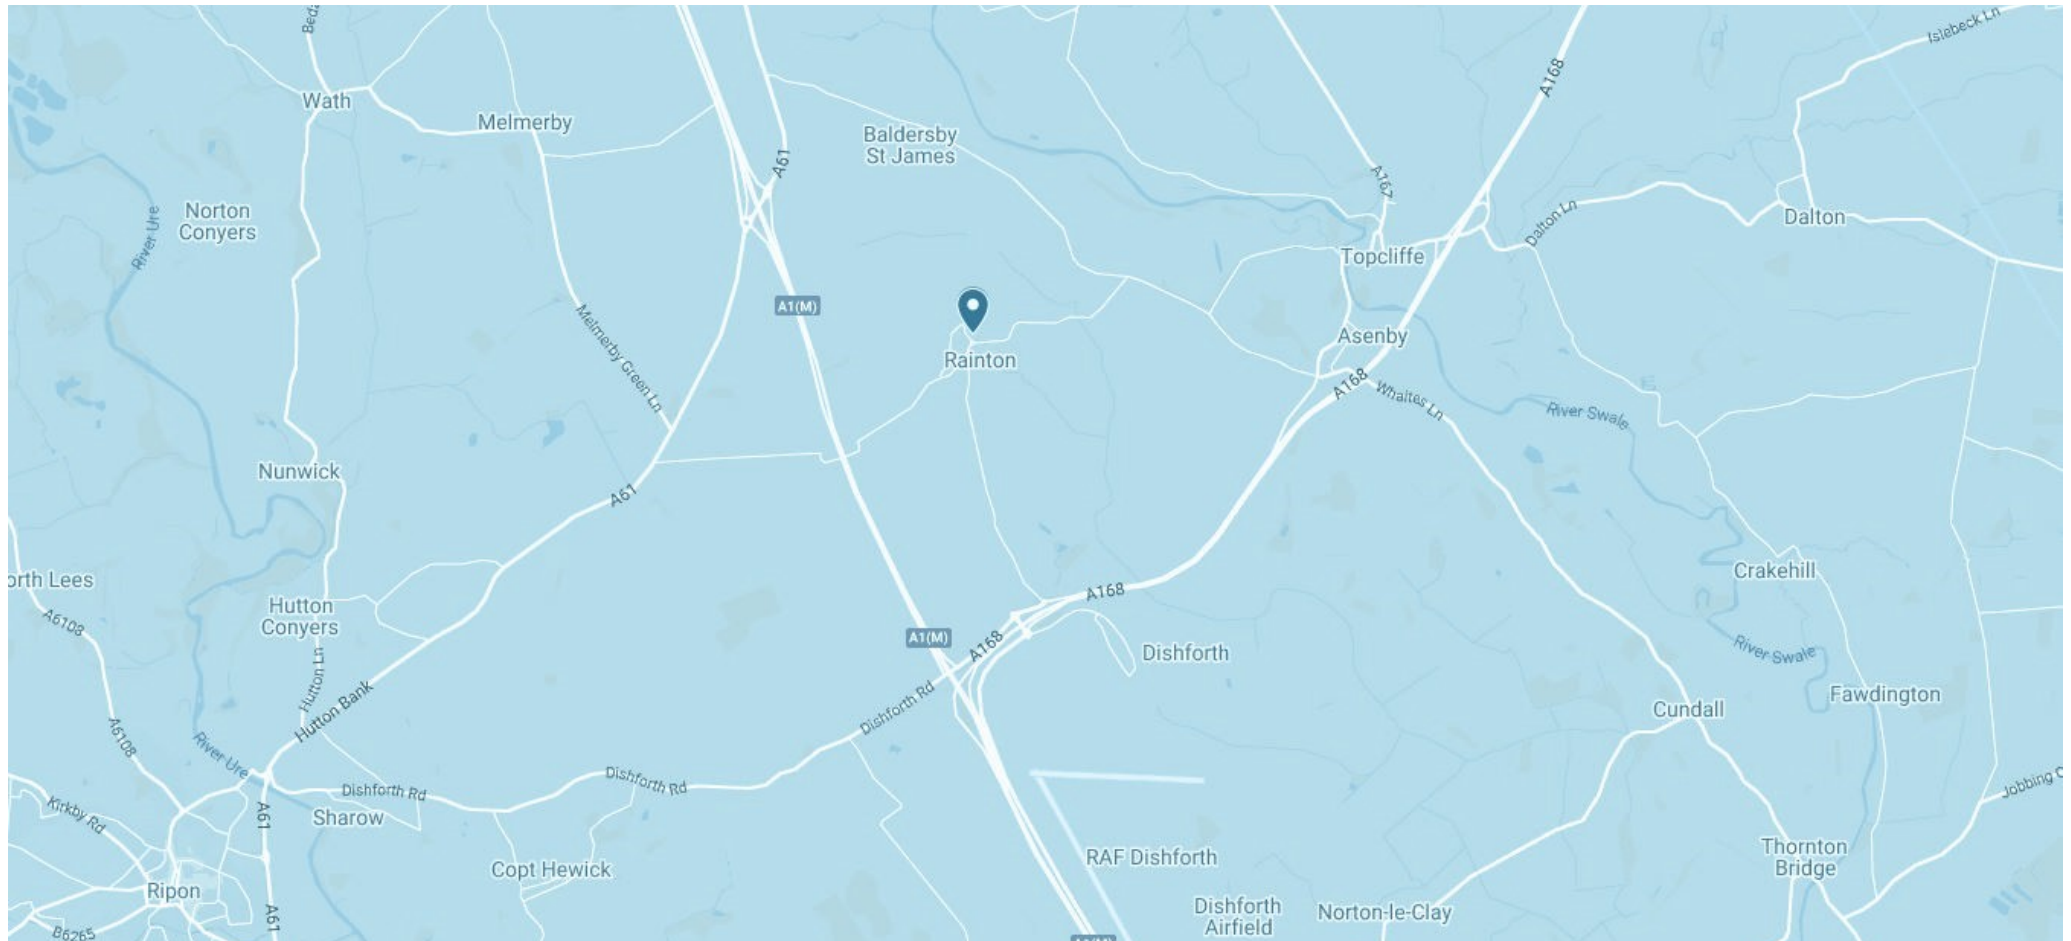 Islebeck Ln
A168
Wath
Melmerby
Baldersby
St James
A61
A167
Norton
Conyers
River Ure
Dalton Ln
Dalton
Topcliffe
A1(M)
Melmerby Green Ln
Rainton
Asenby
A168
Whaites Ln
River Swale
Nunwick
A61
orth Lees
Crakehill
A168
Hutton
Conyers
A6108
A1(M)
A168
Dishforth
River Swale
Hutton Ln
Hutton Bank
Dishforth Rd
Fawdington
Cundall
A6108
River Ure
Dishforth Rd
Dishforth Rd
Jobbing
Kirkby Rd
A61
Sharow
Copt Hewick
RAF Dishforth
Thornton
Bridge
Ripon
A61
Dishforth
Airfield
Norton-le-Clay
B6265